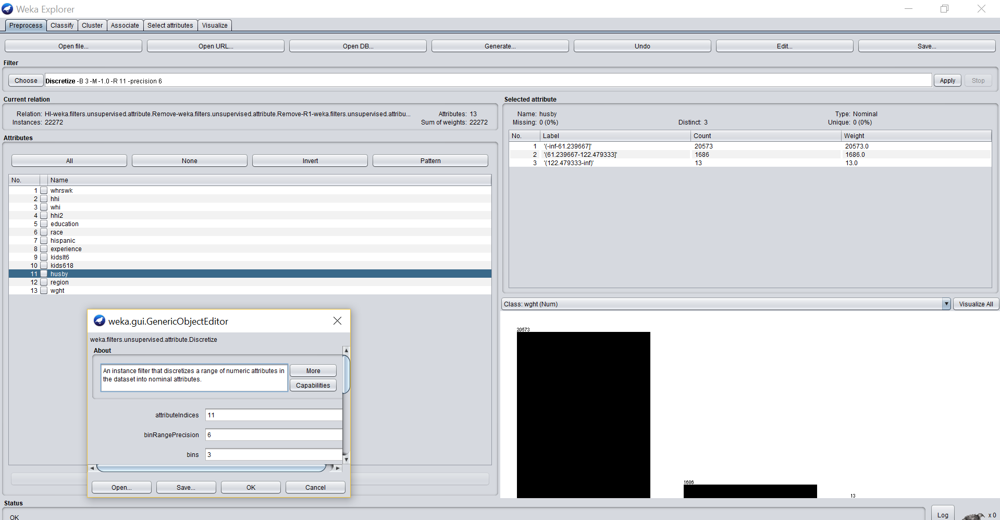 Weka Explorer
Preprocess Classify Cluster Associate Select attributes Visualize
Open file... Open URL... Open DB... Generate... Undo Edit... Save...
Filter
Choose Discretize -B 3 -M -1.0 -R 11 -precision 6 Apply Stop
Current relation
Relation: HI-weka.filters.unsupervised.attribute.Remove-weka.filters.unsupervised.attribute.Remove-R1-weka.filters.unsupervised.attribu... Attributes: 13
Instances: 22272 Sum of weights: 22272
Attributes
All None Invert Pattern
No. Name
1 whrswk
2 hhi
3 whi
4 hhi2
5 education
6 race
7 hispanic
8 experience
9 kidslt6
10 kids618
11 husby
12 region
13 wght
Selected attribute
Name: husby Type: Nominal
Missing: 0 (0%) Distinct: 3 Unique: 0 (0%)
No. Label Count Weight
1 '(-inf-61.239667]' 20573 20573.0
2 '(61.239667-122.479333]' 1686 1686.0
3 '(122.479333-inf)' 13 13.0
Class: wght (Num) Visualize All
20573
1686
13
weka.gui.GenericObjectEditor
weka.filters.unsupervised.attribute.Discretize
About
An instance filter that discretizes a range of numeric attributes in
the dataset into nominal attributes.
More
Capabilities
attributeIndices 11
binRangePrecision 6
bins 3
Open... Save... OK Cancel
Status
OK
Log x 0